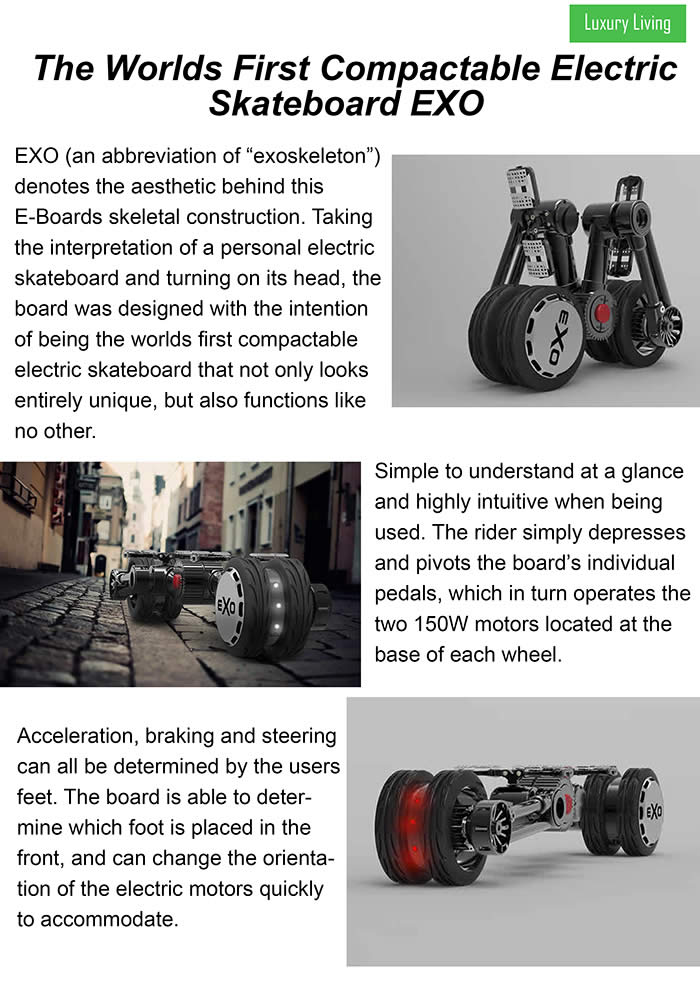 Luxury Living
The Worlds First Compactable Electric
Skateboard EXO
EXO (an abbreviation of “exoskeleton”)
denotes the aesthetic behind this
E-Boards skeletal construction. Taking
the interpretation of a personal electric
skateboard and turning on its head, the
board was designed with the intention
of being the worlds first compactable
electric skateboard that not only looks
entirely unique, but also functions like
no other.
EXO
Simple to understand at a glance
and highly intuitive when being
used. The rider simply depresses
and pivots the board’s individual
pedals, which in turn operates the
two 150W motors located at the
base of each wheel.
EXO
Acceleration, braking and steering
can all be determined by the users
feet. The board is able to deter-
mine which foot is placed in the
front, and can change the orienta-
tion of the electric motors quickly
to accommodate.
EXO